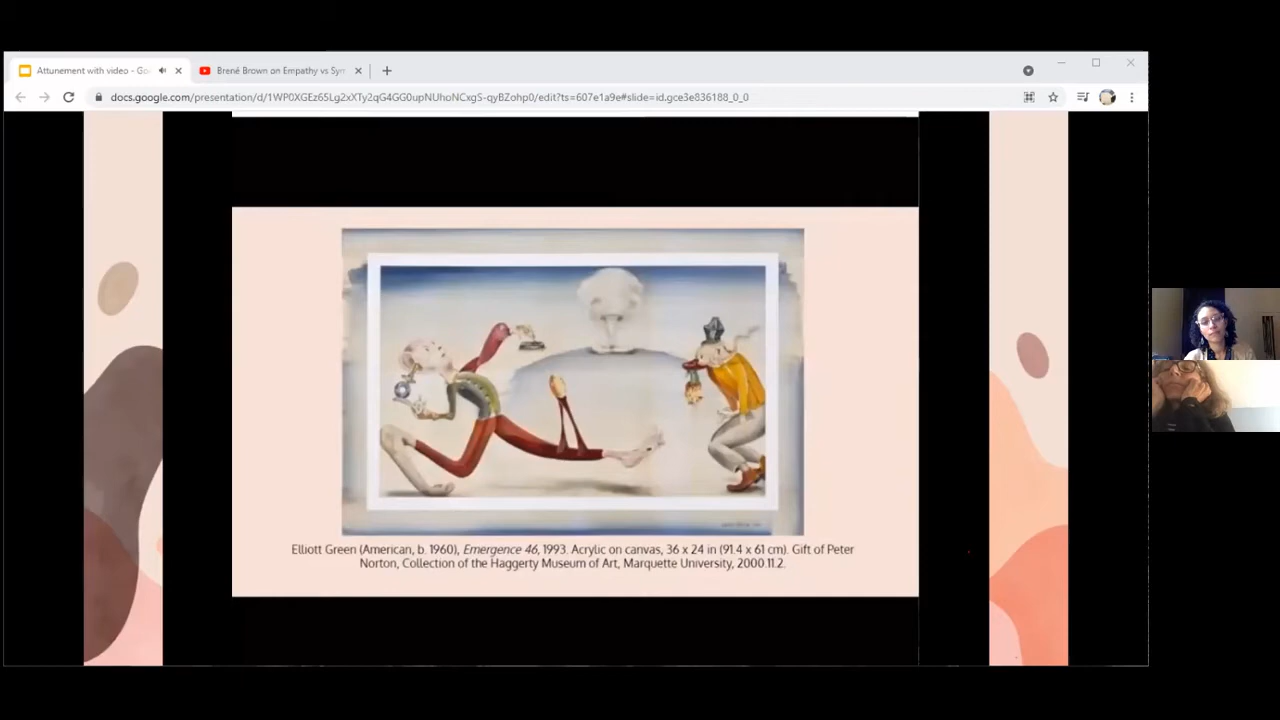 Attunement with video - Go
Brené Brown on Empathy vs Sym
docs.google.com/presentation/d/1WP0XGEz65Lg2xXTy2qG4GG0upNUhoNCxgS-qyBZohp0/edit?ts=607e1a9e#slide=id.gce3e836188_0_0
Elliott Green (American, b. 1960), Emergence 46, 1993. Acrylic on canvas, 36 x 24 in (91.4 x 61 cm). Gift of Peter
Norton, Collection of the Haggerty Museum of Art, Marquette University, 2000.11.2.